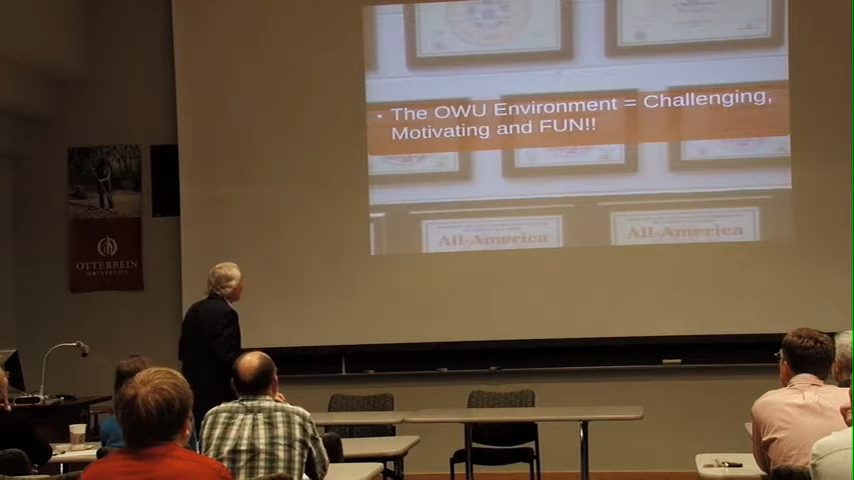 • The OWU Environment = Challenging,
Motivating and FUN!!
All-America
All-America
OTTERBEIN
UNIVERSITY